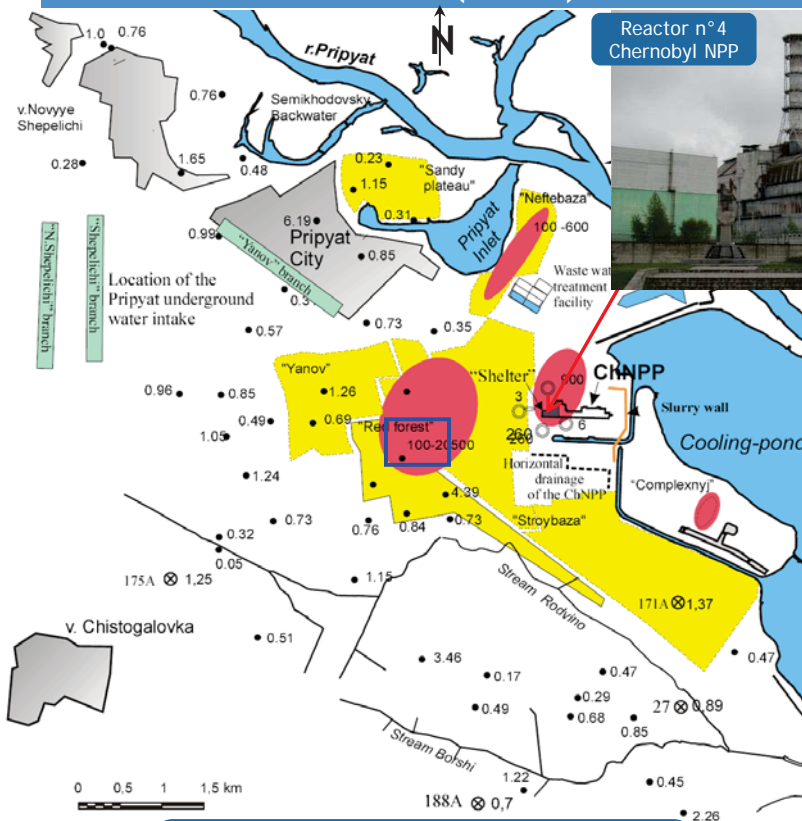 Reactor n°4
Chernobyl NPP
N
r.Pripyat
1.0
0.76
v.Novyye
Shepelichi
0.76
Semikhodovsky
Backwater
0.28
1.65
0.48
0.23
"Sandy
plateau"
1.15
"Neftebaza"
0.31
6.19
Pripyat
City
0.99
"Yanov" branch
0.85
Pripyat
Inlet
100 -600
"N.Shepelichi" branch
"Shepelichi" branch
Location of the
Pripyat underground
water intake
Waste wat
treatment
facility
0.3
0.57
0.73
0.35
"Yanov"
"Shelter"
900
ChNPP
0.96
0.85
1.26
3
Slurry wall
0.49
0.69
"Red forest"
6
1.05
100-20500
260
260
Cooling-pond
Horizontal
drainage
of the ChNPP
1.24
"Complexnyj"
4.39
0.73
0.76
0.84
0.73
"Stroybaza"
0.32
0.05
175A
1,25
1.15
Stream Rodvino
171A
1,37
v. Chistogalovka
0.51
3.46
0.17
0.47
0.47
0.29
27
0,89
0.49
0.68
0.85
Stream Borshi
1.22
0.45
0
0,5
1
1,5 km
188A
0,7
2.26